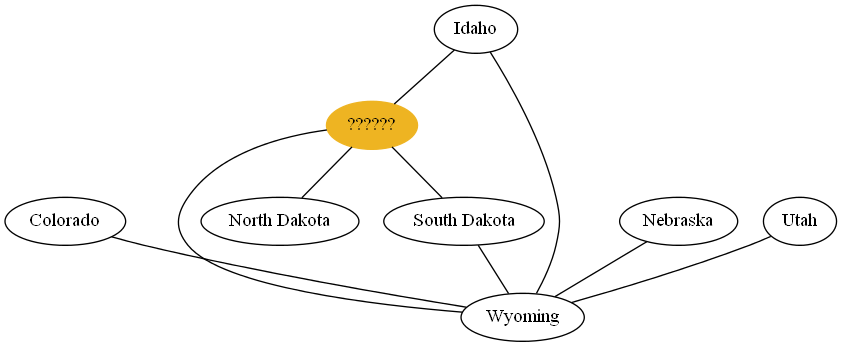 Idaho
??????
Colorado
North Dakota
South Dakota
Nebraska
Utah
Wyoming